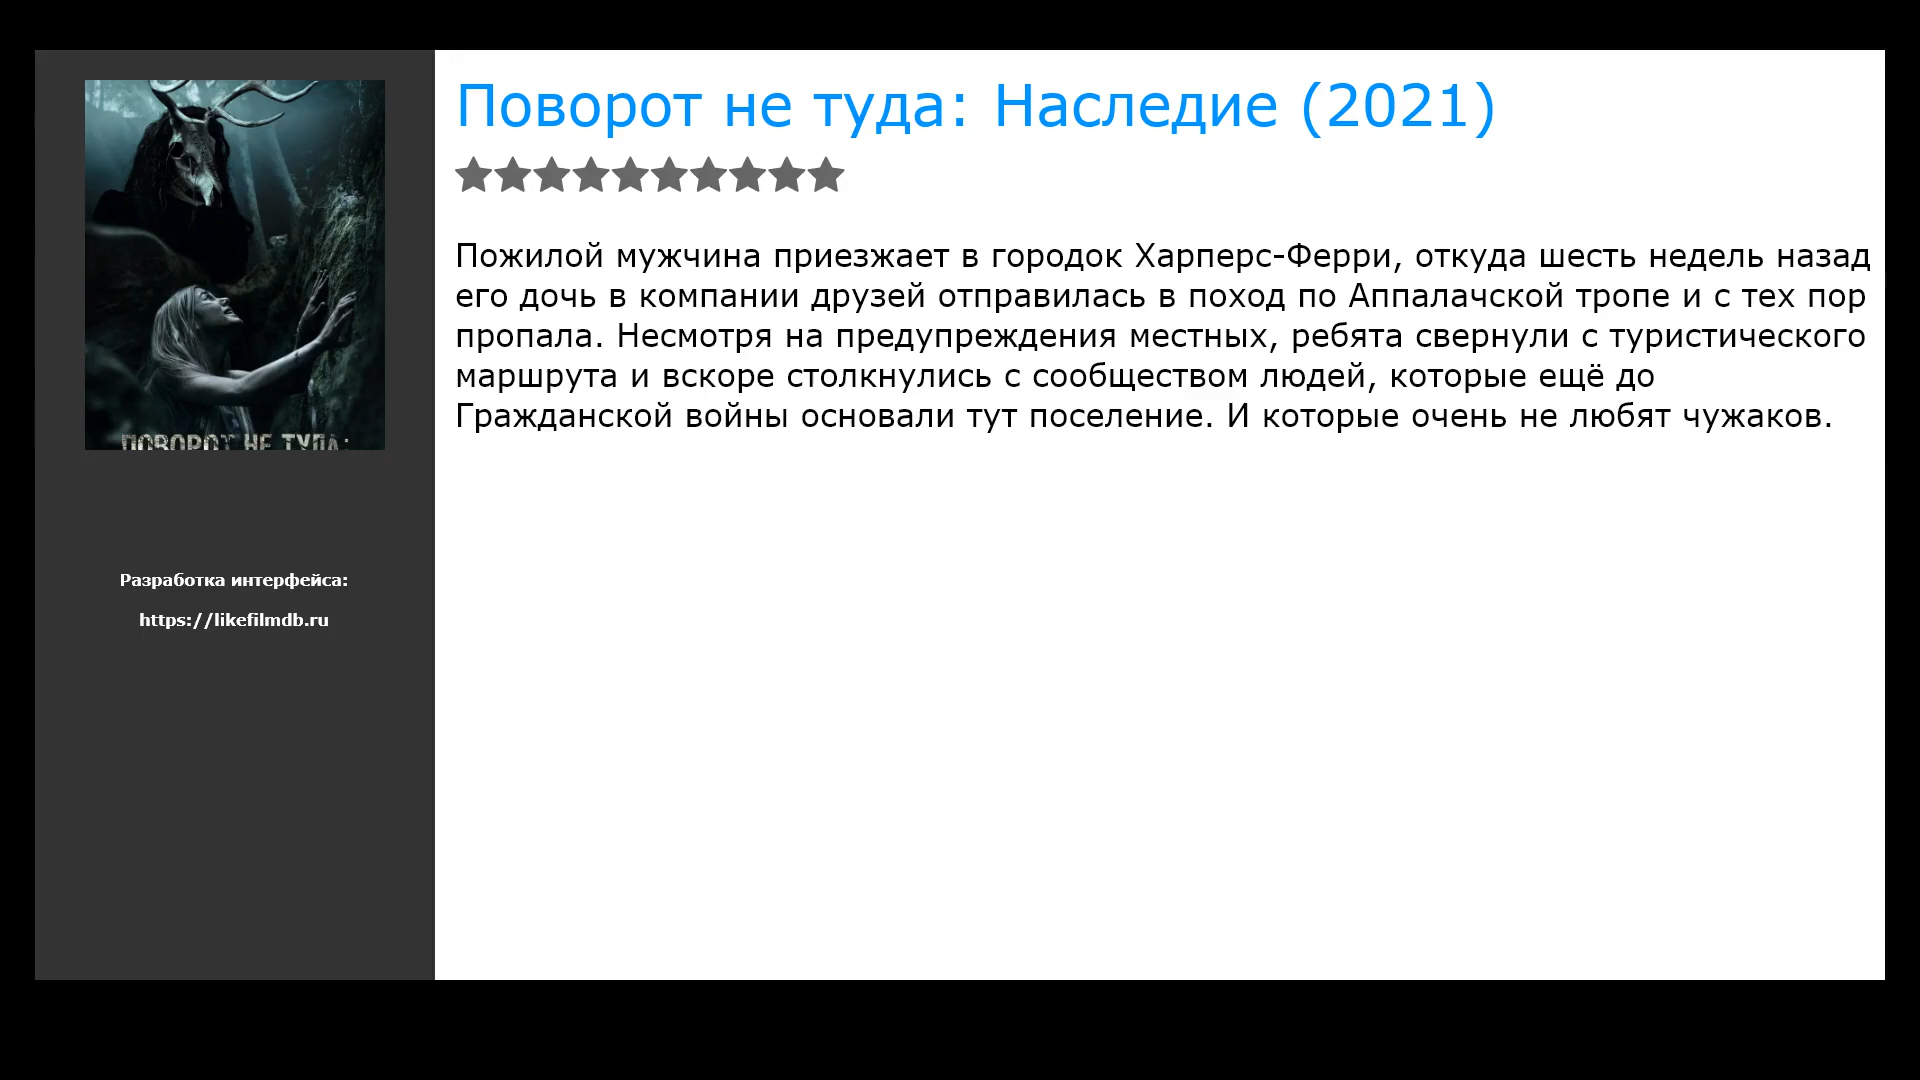 Поворот не туда: Наследие (2021)
Пожилой мужчина приезжает в городок Харперс-Ферри, откуда шесть недель назад
его дочь в компании друзей отправилась в поход по Аппалачской тропе и с тех пор
пропала. Несмотря на предупреждения местных, ребята свернули с туристического
маршрута и вскоре столкнулись с сообществом людей, которые ещё до
Гражданской войны основали тут поселение. И которые очень не любят чужаков.
ПОВОРОТ НЕ ТУДА:
Разработка интерфейса:
https://likefilmdb.ru